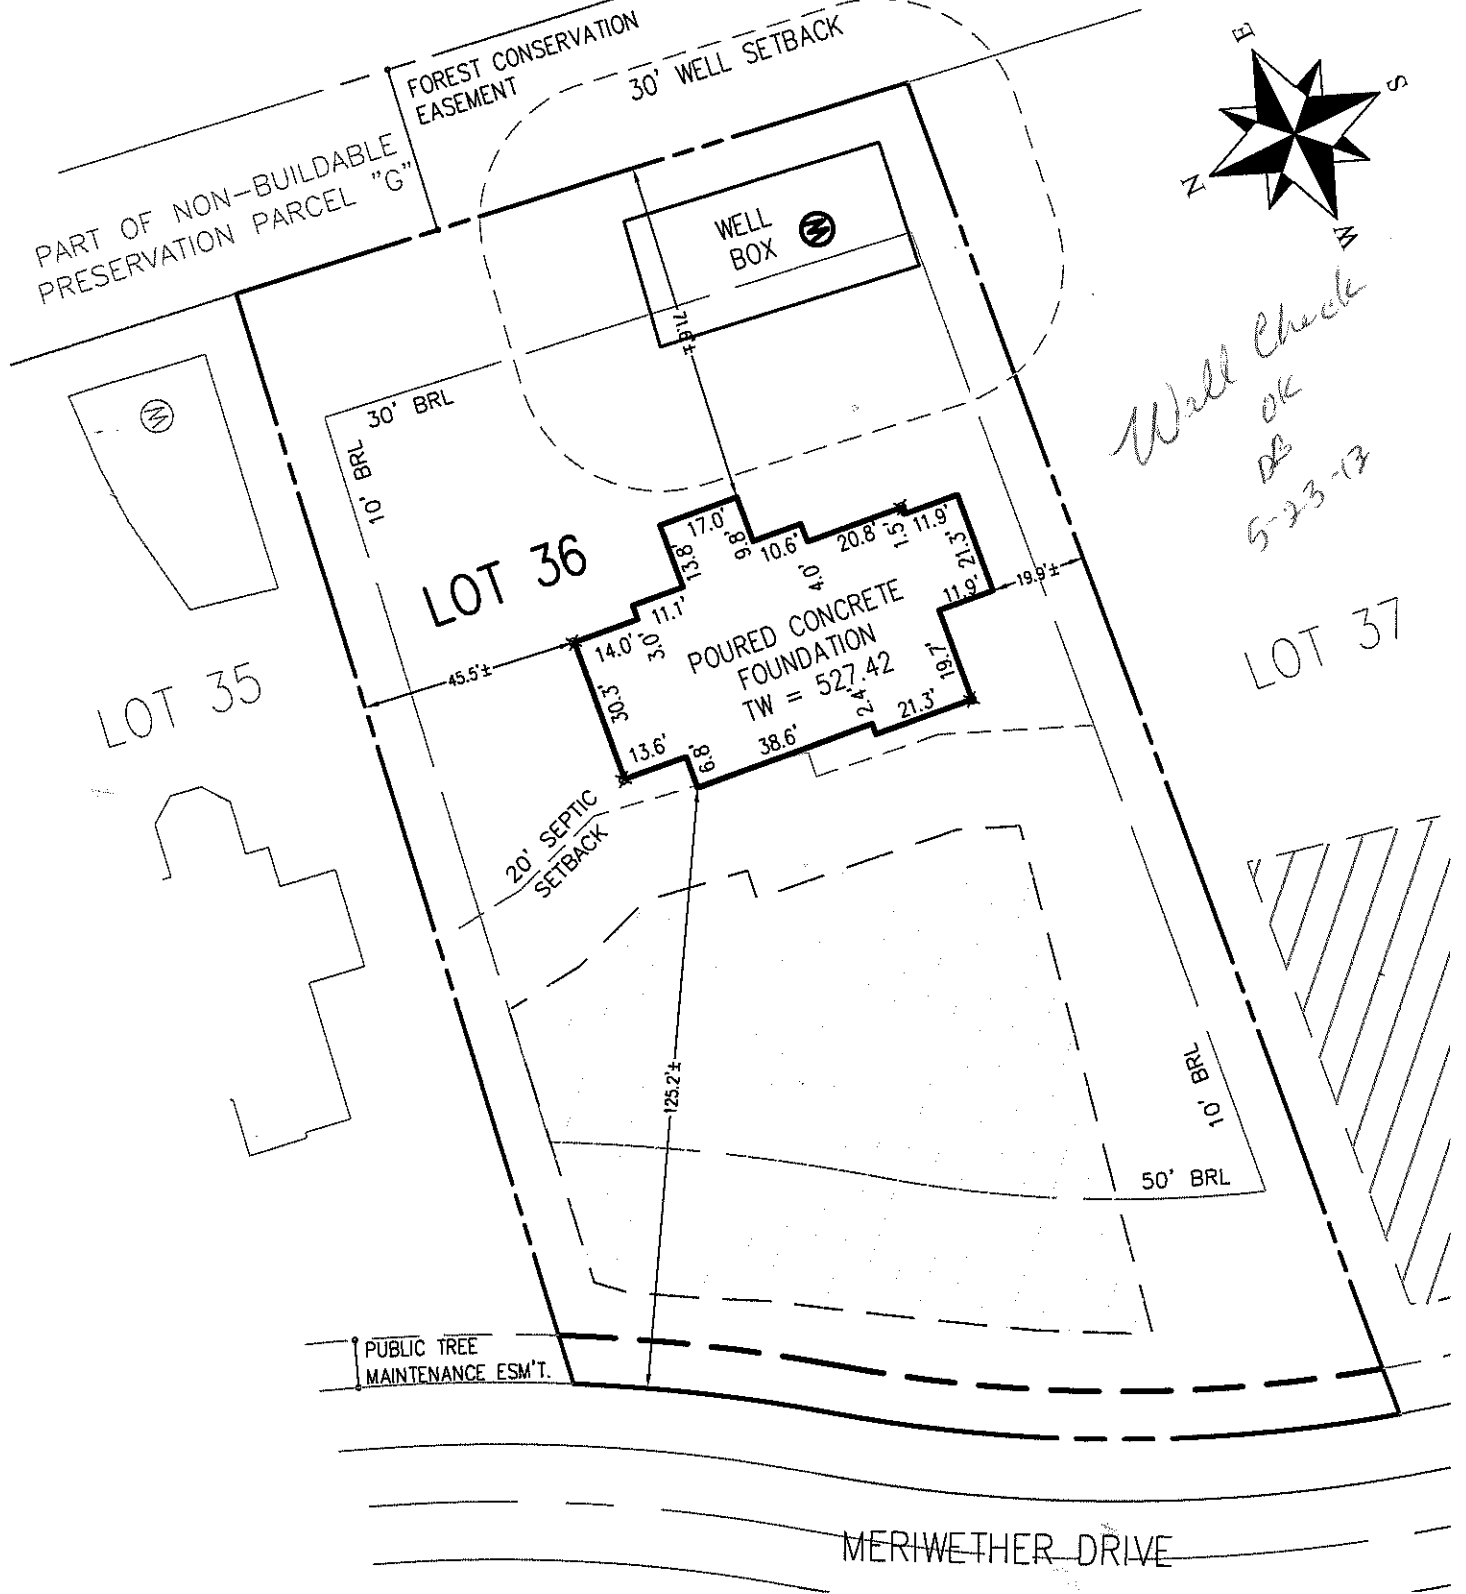 FOREST CONSERVATION
EASEMENT
30' WELL SETBACK
E
S
N
W
PART OF NON-BUILDABLE
PRESERVATION PARCEL "G"
WELL
BOX
W
71.6'±
W
30' BRL
10' BRL
Wall Check
OK
5-23-13
LOT 36
17.0'
13.8'
9.8'
10.6'
4.0'
20.8'
1.5'
11.9'
21.3'
11.9'
19.9'±
11.1'
3.0'
14.0'
45.5'±
30.3'
POURED CONCRETE
FOUNDATION
TW = 527.42
19.7'
21.3'
2.4'
38.6'
6.8'
13.6'
LOT 35
LOT 37
20' SEPTIC
SETBACK
125.2'±
10' BRL
50' BRL
PUBLIC TREE
MAINTENANCE ESM'T.
MERIWETHER DRIVE